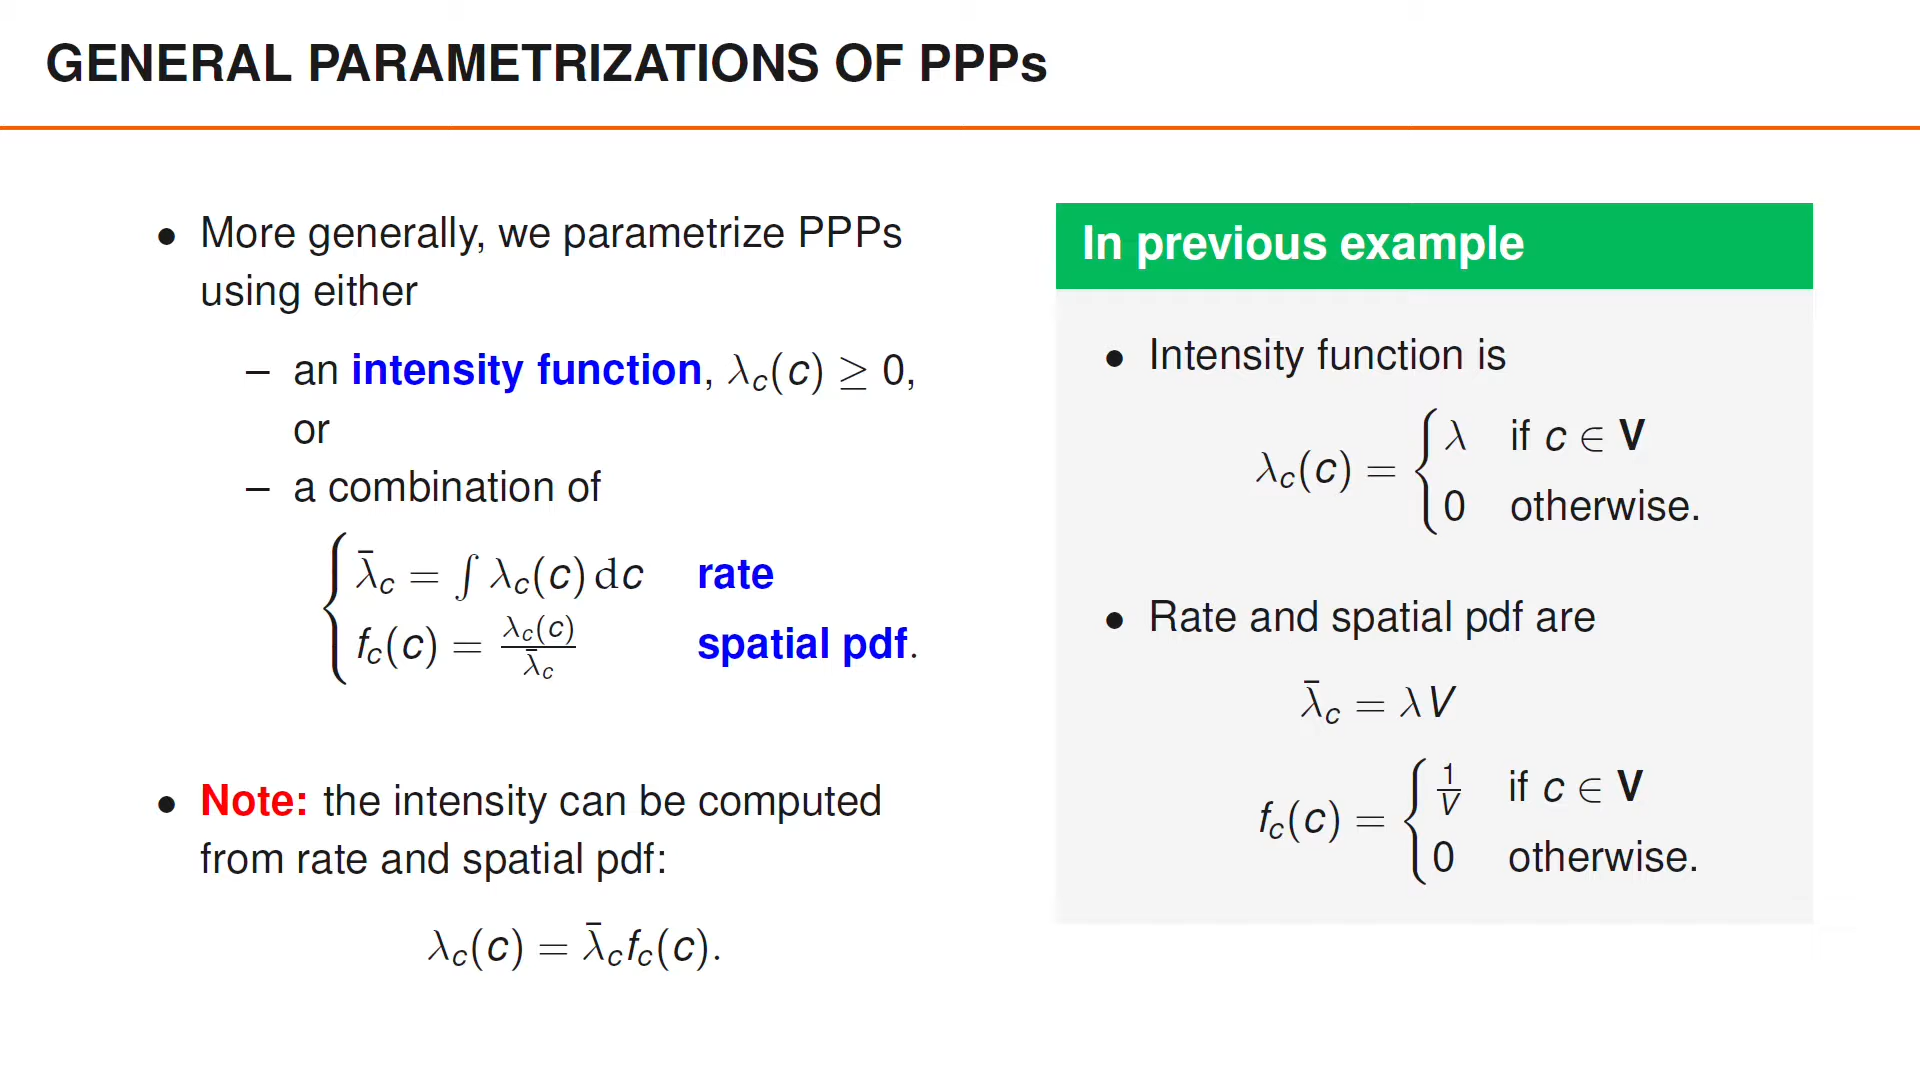 GENERAL PARAMETRIZATIONS OF PPPs
• More generally, we parametrize PPPs
using either
– an intensity function, λ_c(c) ≥ 0,
or
– a combination of
{ λ̄_c = ∫ λ_c(c) dc rate
f_c(c) = λ_c(c) / λ̄_c spatial pdf.
• Note: the intensity can be computed
from rate and spatial pdf:
λ_c(c) = λ̄_c f_c(c).
In previous example
• Intensity function is
λ_c(c) = { λ if c ∈ V
0 otherwise.
• Rate and spatial pdf are
λ̄_c = λV
f_c(c) = { 1/V if c ∈ V
0 otherwise.